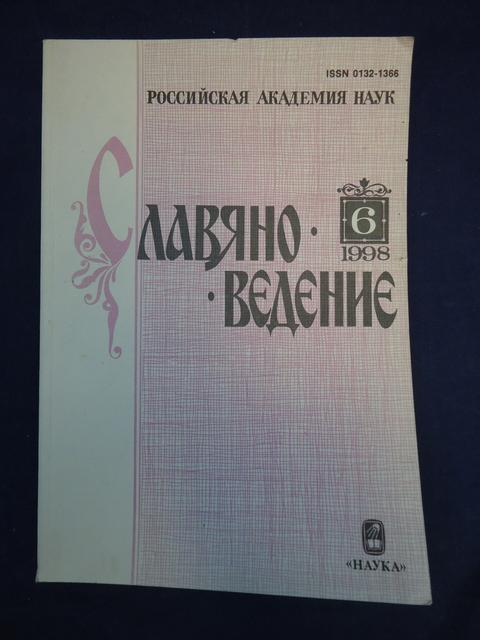 ISSN 0132-1366
РОССИЙСКАЯ АКАДЕМИЯ НАУК
СЛАВЯНО·
·ВЕДЕНИЕ
6
1998
«НАУКА»